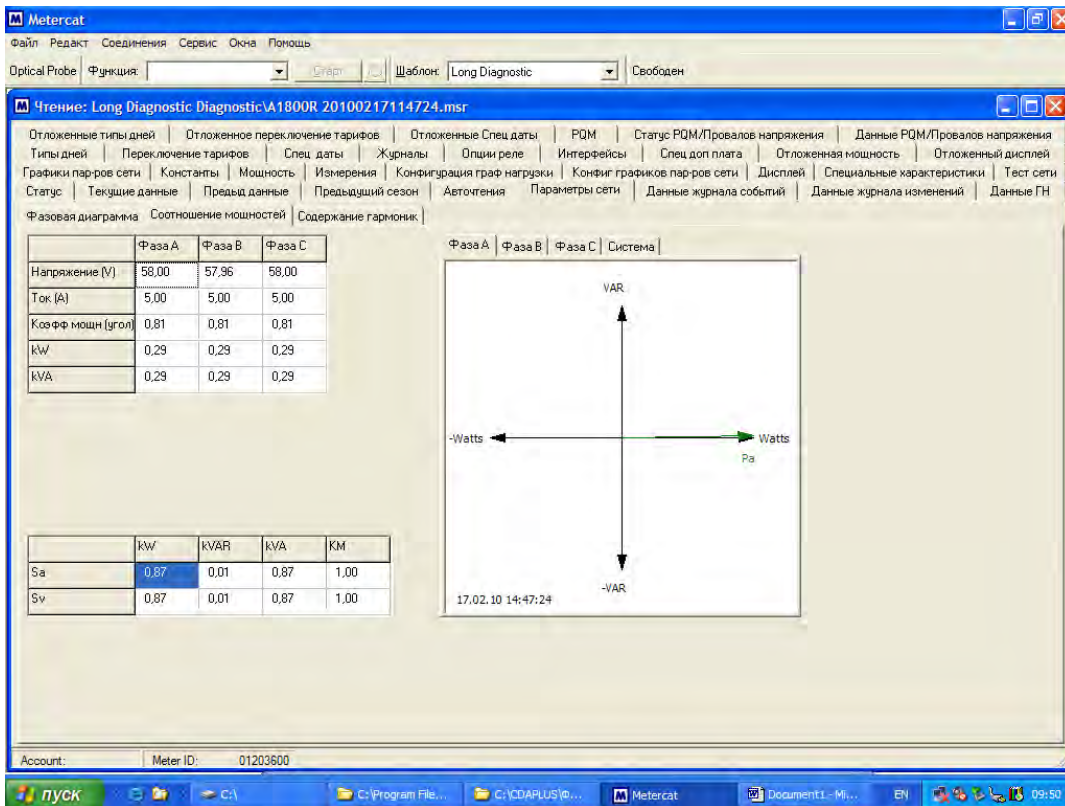 Metercat
Файл Редакт Соединения Сервис Окна Помощь
Optical Probe Функция: Старт Шаблон: Long Diagnostic Свободен
Чтение: Long Diagnostic Diagnostic\A1800R 20100217114724.msr
Отложенные типы дней Отложенное переключение тарифов Отложенные Спец даты PQM Статус PQM/Провалов напряжения Данные PQM/Провалов напряжения
Типы дней Переключение тарифов Спец даты Журналы Опции реле Интерфейсы Спец доп плата Отложенная мощность Отложенный дисплей
Графики пар-ров сети Константы Мощность Измерения Конфигурация граф нагрузки Конфиг графиков пар-ров сети Дисплей Специальные характеристики Тест сети
Статус Текущие данные Предыд данные Предыдущий сезон Авточтения Параметры сети Данные журнала событий Данные журнала изменений Данные ГН
Фазовая диаграмма Соотношение мощностей Содержание гармоник
Фаза A Фаза B Фаза C
Напряжение (V) 58,00 57,96 58,00
Ток (A) 5,00 5,00 5,00
Коэфф мощн (угол) 0,81 0,81 0,81
kW 0,29 0,29 0,29
kVA 0,29 0,29 0,29
Фаза A Фаза B Фаза C Система
VAR
-Watts Watts
Pa
-VAR
17.02.10 14:47:24
kW kVAR kVA KM
Sa 0,87 0,01 0,87 1,00
Sv 0,87 0,01 0,87 1,00
Account: Meter ID: 01203600
пуск C:\ C:\Program File... C:\CDAPLUS\Ф... Metercat Document1 - Mi... EN 09:50